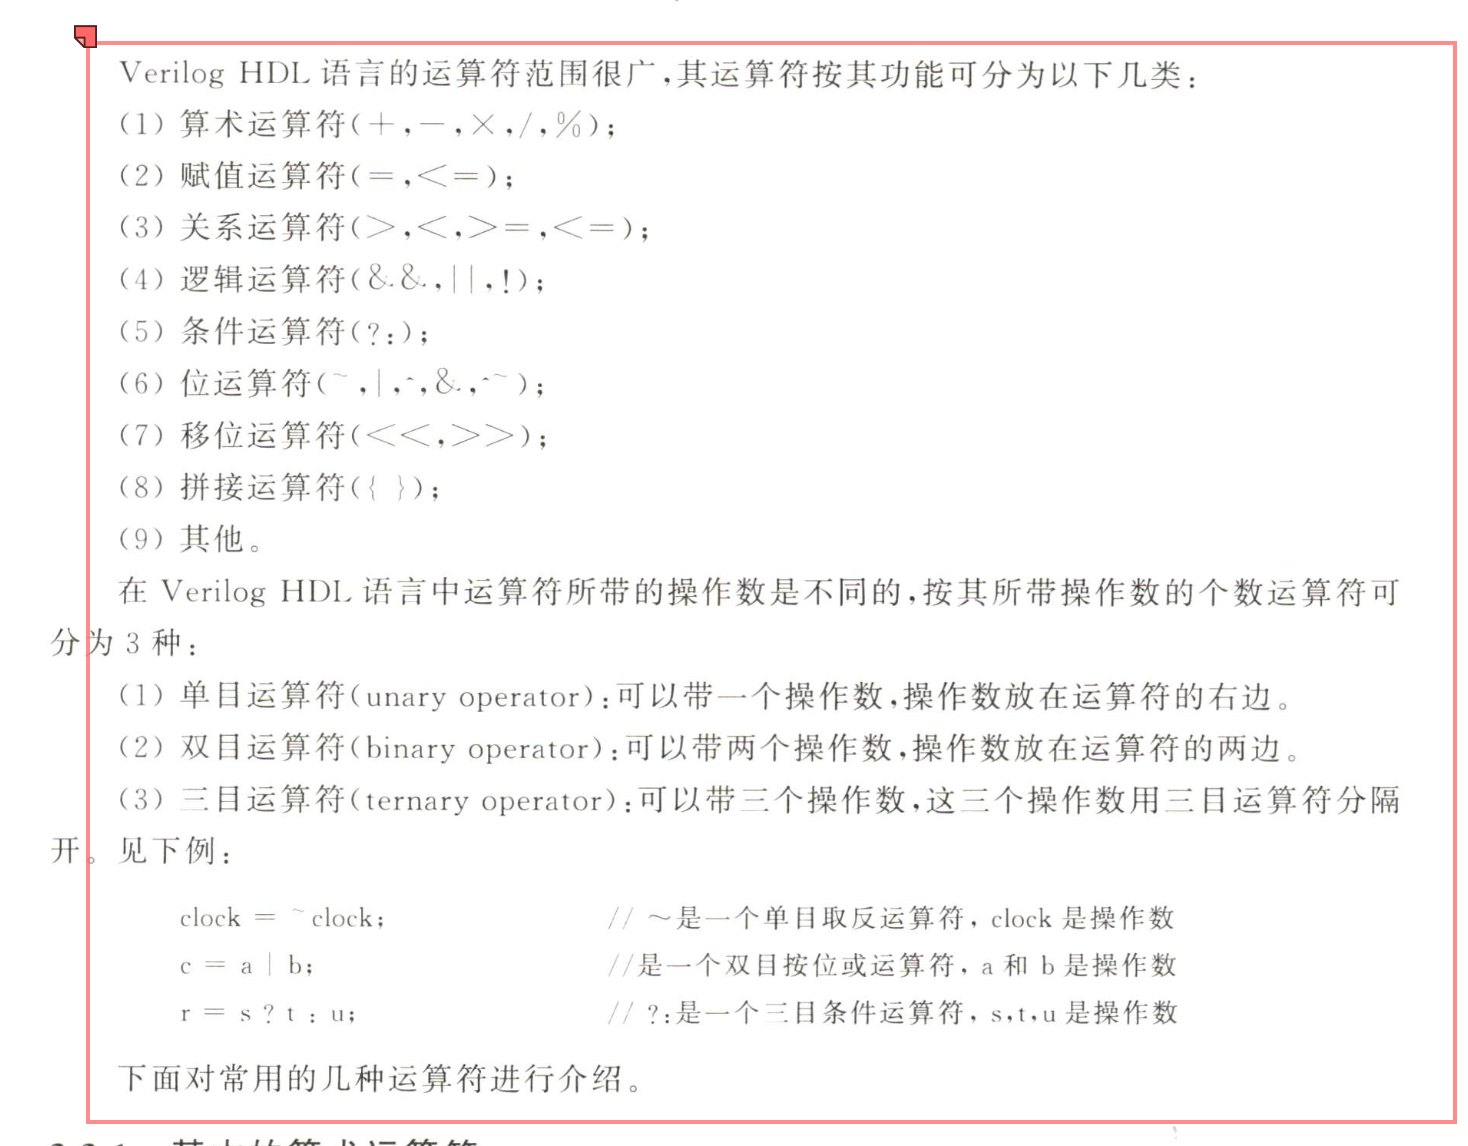 Verilog HDL 语言的运算符范围很广,其运算符按其功能可分为以下几类:
(1) 算术运算符(+,-,×,/,%);
(2) 赋值运算符(=,<=);
(3) 关系运算符(>,<,>=,<=);
(4) 逻辑运算符(&&,||,!);
(5) 条件运算符(?:);
(6) 位运算符(~,|,^,&,^~);
(7) 移位运算符(<<,>>);
(8) 拼接运算符({ });
(9) 其他。
在 Verilog HDL 语言中运算符所带的操作数是不同的,按其所带操作数的个数运算符可
分为 3 种:
(1) 单目运算符(unary operator):可以带一个操作数,操作数放在运算符的右边。
(2) 双目运算符(binary operator):可以带两个操作数,操作数放在运算符的两边。
(3) 三目运算符(ternary operator):可以带三个操作数,这三个操作数用三目运算符分隔
开。见下例:
clock = ~clock; // ~是一个单目取反运算符, clock 是操作数
c = a | b; //是一个双目按位或运算符, a 和 b 是操作数
r = s ? t : u; // ?:是一个三目条件运算符, s,t,u 是操作数
下面对常用的几种运算符进行介绍。